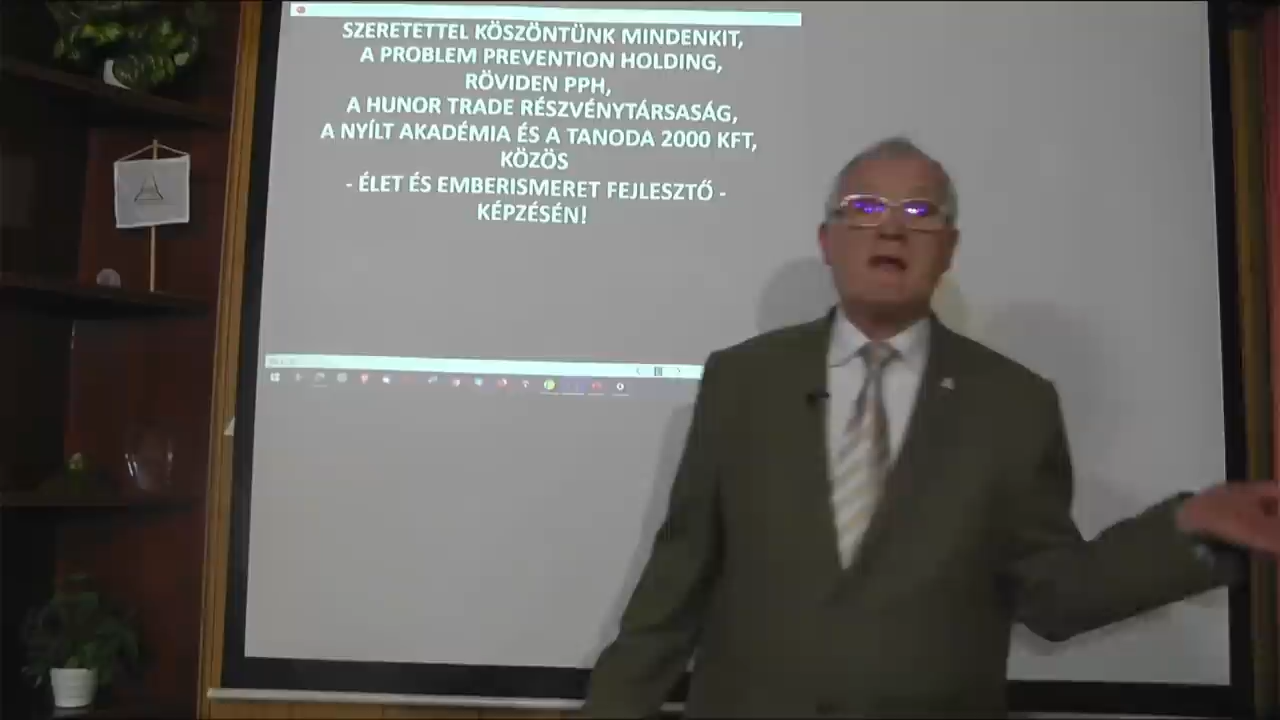 SZERETETTEL KÖSZÖNTÜNK MINDENKIT,
A PROBLEM PREVENTION HOLDING,
RÖVIDEN PPH,
A HUNOR TRADE RÉSZVÉNYTÁRSASÁG,
A NYÍLT AKADÉMIA ÉS A TANODA 2000 KFT,
KÖZÖS
- ÉLET ÉS EMBERISMERET FEJLESZTŐ -
KÉPZÉSÉN!